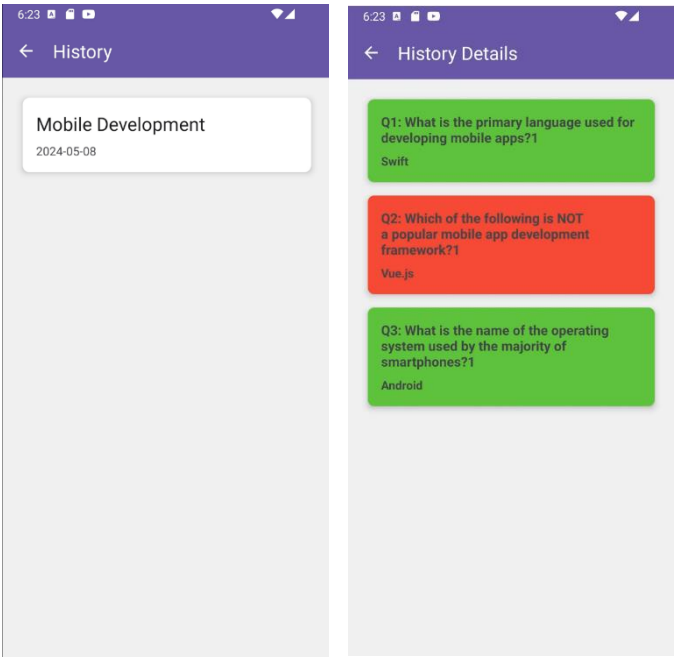 6:23
History
Mobile Development
2024-05-08
6:23
History Details
Q1: What is the primary language used for
developing mobile apps?1
Swift
Q2: Which of the following is NOT
a popular mobile app development
framework?1
Vue.js
Q3: What is the name of the operating
system used by the majority of
smartphones?1
Android